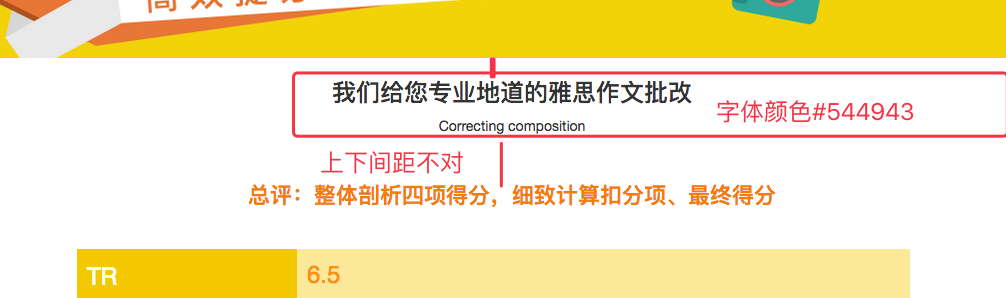 我们给您专业地道的雅思作文批改
字体颜色#544943
Correcting composition
上下间距不对
总评：整体剖析四项得分，细致计算扣分项、最终得分
TR 6.5